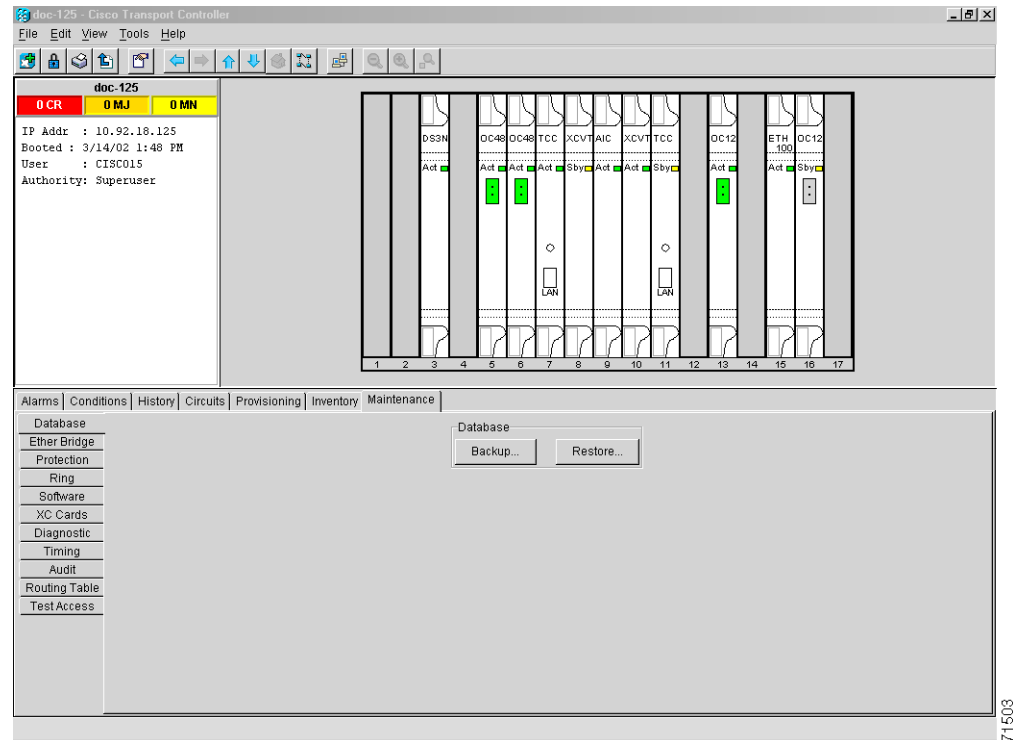 doc-125 - Cisco Transport Controller
File Edit View Tools Help
doc-125
0 CR 0 MJ 0 MN
IP Addr : 10.92.18.125
Booted : 3/14/02 1:48 PM
User : CISCO15
Authority: Superuser
DS3N OC48 OC48 TCC XCVT AIC XCVT TCC OC12 ETH 100 OC12
Act Act Act Act Sby Act Act Sby Act Act Sby
LAN LAN
1 2 3 4 5 6 7 8 9 10 11 12 13 14 15 16 17
Alarms Conditions History Circuits Provisioning Inventory Maintenance
Database
Ether Bridge
Protection
Ring
Software
XC Cards
Diagnostic
Timing
Audit
Routing Table
Test Access
Database
Backup... Restore...
71503